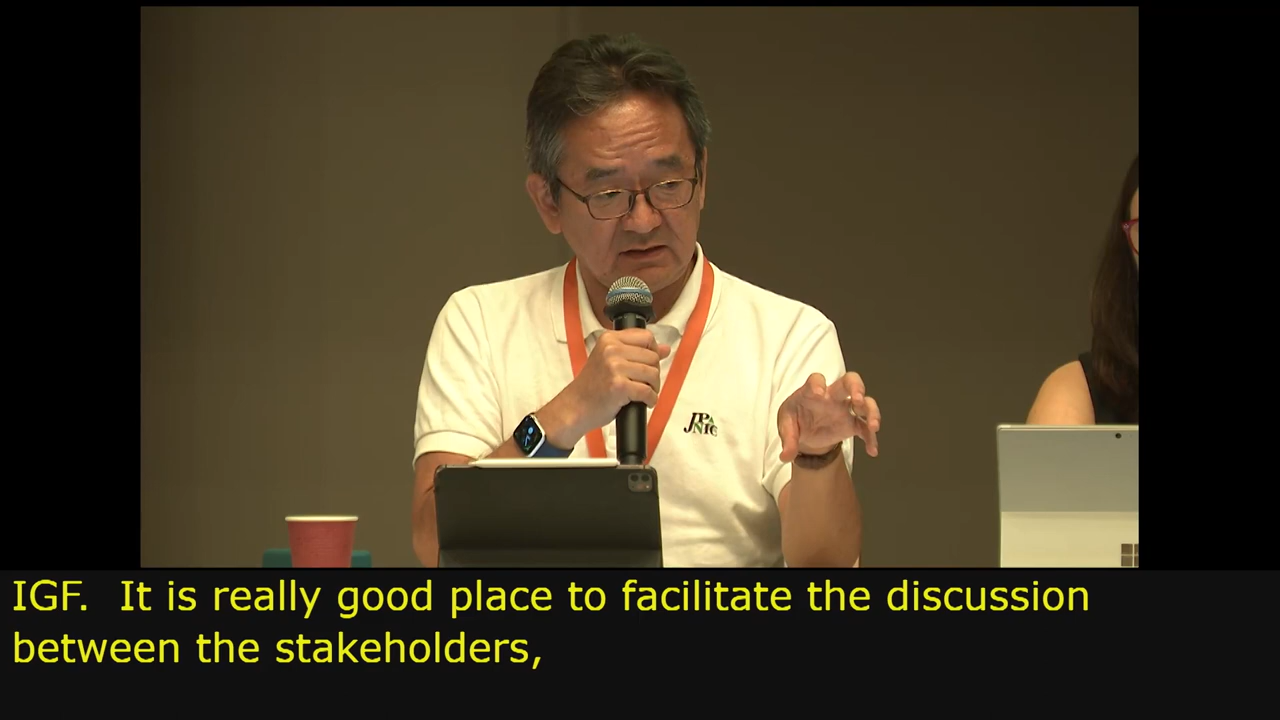 JPNIC
IGF.  It is really good place to facilitate the discussion
between the stakeholders,